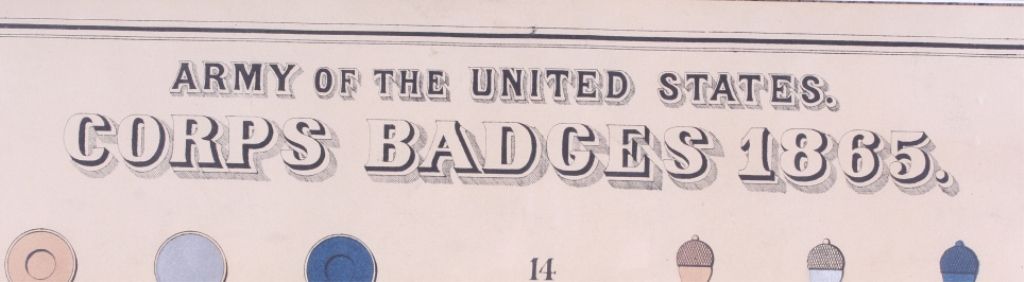 ARMY OF THE UNITED STATES.
CORPS BADGES 1865.
14